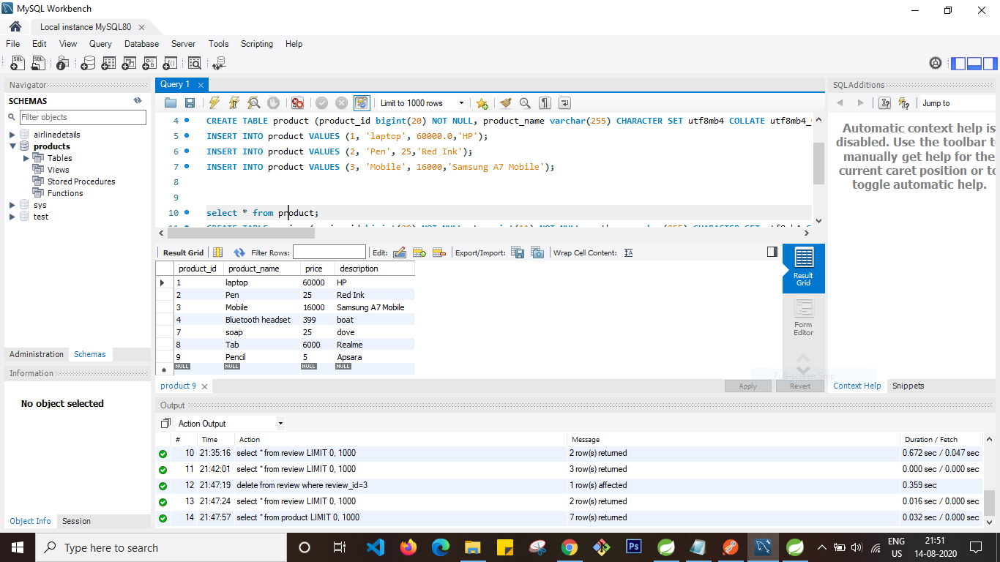 MySQL Workbench
Local instance MySQL80
File Edit View Query Database Server Tools Scripting Help
Navigator
SCHEMAS
Filter objects
airlinedetails
products
Tables
Views
Stored Procedures
Functions
sys
test
Administration Schemas
Information
No object selected
Object Info Session
Query 1
Limit to 1000 rows
4 CREATE TABLE product (product_id bigint(20) NOT NULL, product_name varchar(255) CHARACTER SET utf8mb4 COLLATE utf8mb4_
5 INSERT INTO product VALUES (1, 'laptop', 60000.0,'HP');
6 INSERT INTO product VALUES (2, 'Pen', 25,'Red Ink');
7 INSERT INTO product VALUES (3, 'Mobile', 16000,'Samsung A7 Mobile');
8
9
10 select * from product;
Result Grid Filter Rows: Edit: Export/Import: Wrap Cell Content:
product_id product_name price description
1 laptop 60000 HP
2 Pen 25 Red Ink
3 Mobile 16000 Samsung A7 Mobile
4 Bluetooth headset 399 boat
7 soap 25 dove
8 Tab 6000 Realme
9 Pencil 5 Apsara
NULL NULL NULL NULL
Result
Grid
Form
Editor
Full-screen Snip
product 9 Apply Revert
SQLAdditions
Jump to
Automatic context help is
disabled. Use the toolbar
manually get help for the
current caret position or
toggle automatic help.
Context Help Snippets
Output
Action Output
# Time Action Message Duration / Fetch
10 21:35:16 select * from review LIMIT 0, 1000 2 row(s) returned 0.672 sec / 0.047 sec
11 21:42:01 select * from review LIMIT 0, 1000 3 row(s) returned 0.000 sec / 0.000 sec
12 21:47:19 delete from review where review_id=3 1 row(s) affected 0.359 sec
13 21:47:24 select * from review LIMIT 0, 1000 2 row(s) returned 0.016 sec / 0.000 sec
14 21:47:57 select * from product LIMIT 0, 1000 7 row(s) returned 0.032 sec / 0.000 sec
Type here to search
Ps
ENG
US
21:51
14-08-2020